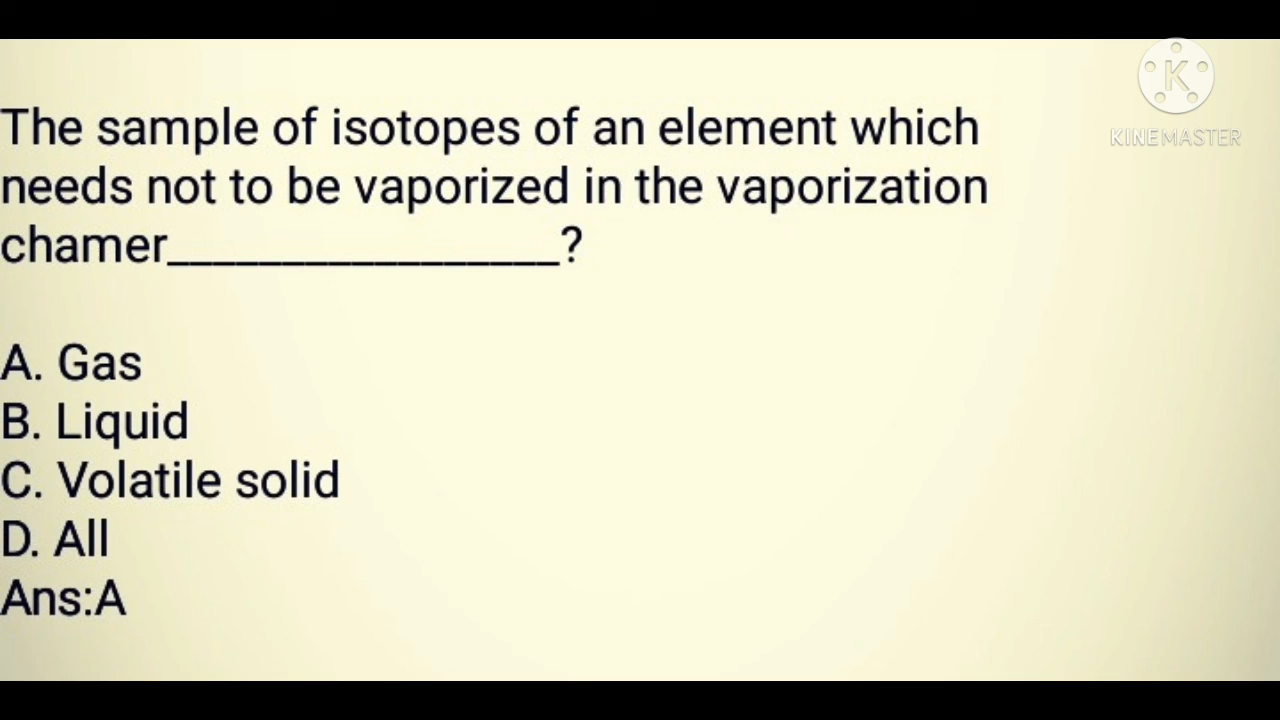 The sample of isotopes of an element which
needs not to be vaporized in the vaporization
chamer_________________?
A. Gas
B. Liquid
C. Volatile solid
D. All
Ans:A
K
KINEMASTER